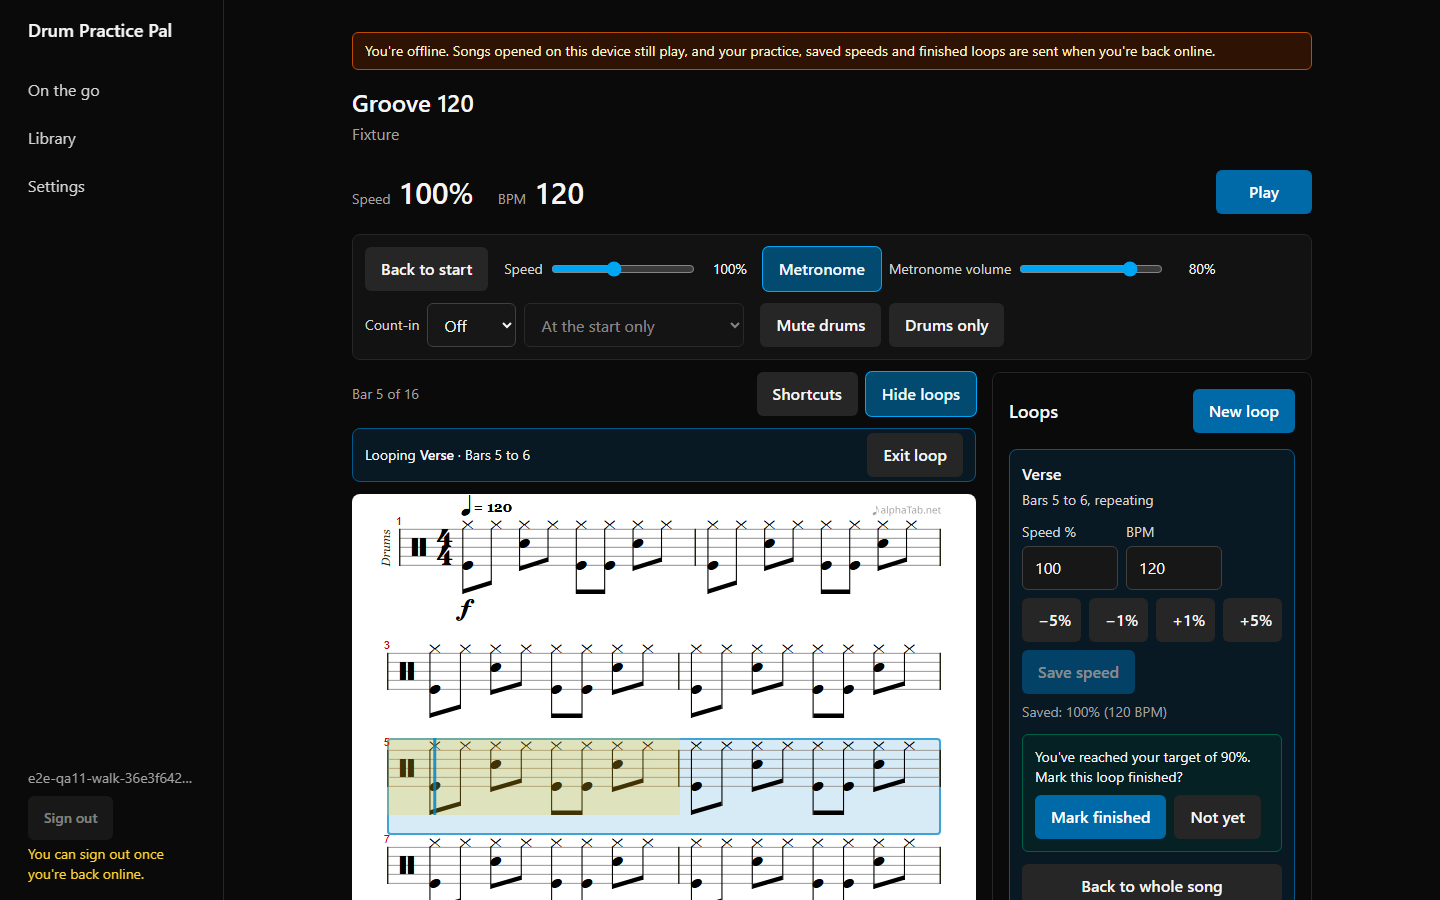 Drum Practice Pal
On the go
Library
Settings
e2e-qa11-walk-36e3f642...
Sign out
You can sign out once
you're back online.
You're offline. Songs opened on this device still play, and your practice, saved speeds and finished loops are sent when you're back online.
Groove 120
Fixture
Speed 100% BPM 120
Play
Back to start Speed 100% Metronome Metronome volume 80%
Count-in Off At the start only Mute drums Drums only
Bar 5 of 16 Shortcuts Hide loops
Looping Verse · Bars 5 to 6 Exit loop
= 120
alphaTab.net
1
Drums
4
4
f
3
5
7
Loops New loop
Verse
Bars 5 to 6, repeating
Speed % BPM
100 120
−5% −1% +1% +5%
Save speed
Saved: 100% (120 BPM)
You've reached your target of 90%.
Mark this loop finished?
Mark finished Not yet
Back to whole song